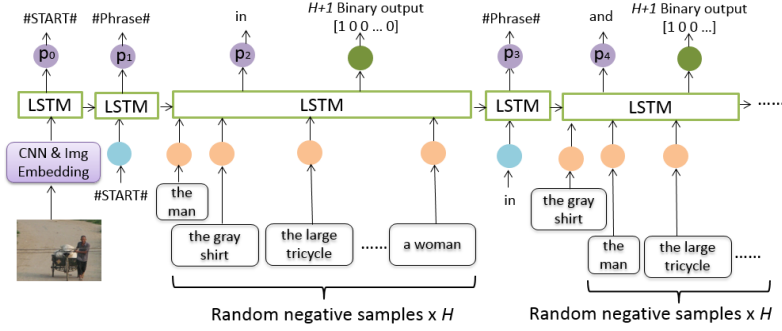 #START# #Phrase# in H+1 Binary output #Phrase# and H+1 Binary output
[1 0 0 ... 0] [1 0 0 ...]
p0 p1 p2 p3 p4
LSTM LSTM LSTM LSTM LSTM ......
CNN & Img
Embedding
#START#
in
the
man
the gray
shirt
the large
tricycle
......
a woman
the gray
shirt
the
man
the large
tricycle
......
Random negative samples x H
Random negative samples x H